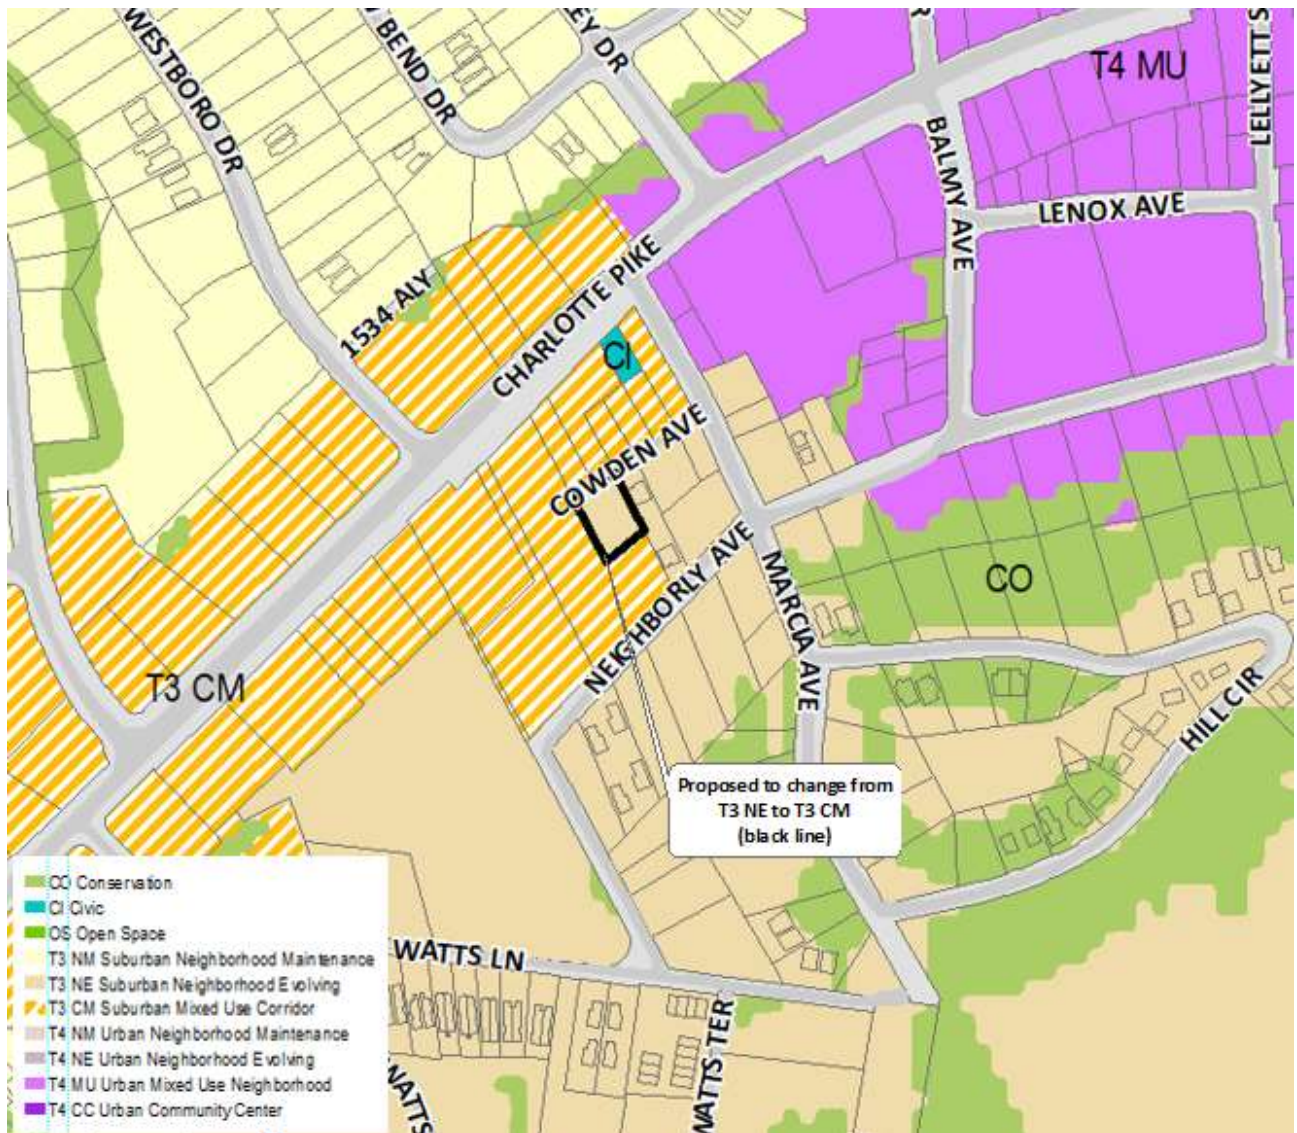 WESTBORO DR
BEND DR
LEY DR
T4 MU
LELLYETT S
BALMY AVE
LENOX AVE
1534 ALY
CHARLOTTE PIKE
CI
COWDEN AVE
NEIGHBORLY AVE
MARCIA AVE
CO
HILL CIR
T3 CM
Proposed to change from
T3 NE to T3 CM
(black line)
CO Conservation
CI Civic
OS Open Space
T3 NM Suburban Neighborhood Maintenance
T3 NE Suburban Neighborhood Evolving
T3 CM Suburban Mixed Use Corridor
T4 NM Urban Neighborhood Maintenance
T4 NE Urban Neighborhood Evolving
T4 MU Urban Mixed Use Neighborhood
T4 CC Urban Community Center
WATTS LN
WATTS TER
WATTS